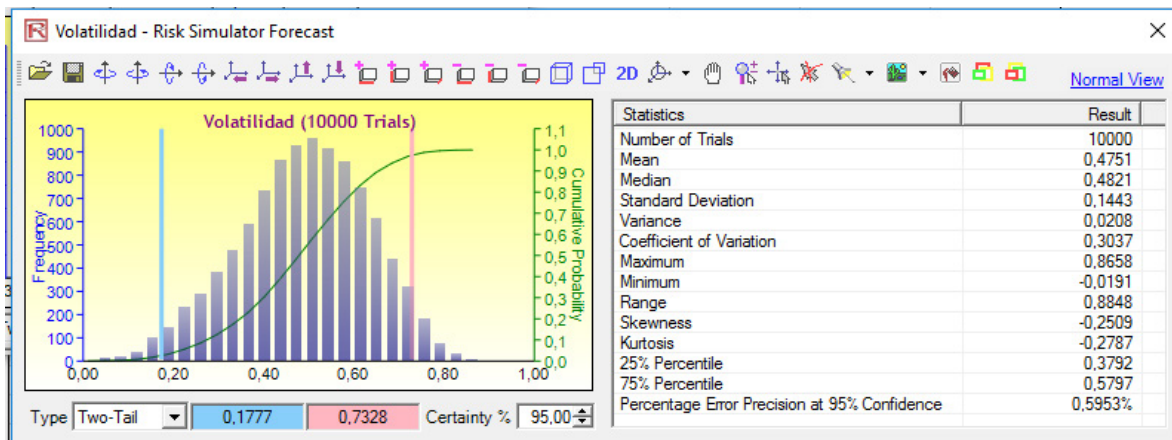 Volatilidad - Risk Simulator Forecast
2D
Normal View
Volatilidad (10000 Trials)
Frequency
1000
900
800
700
600
500
400
300
200
100
0
0,00 0,20 0,40 0,60 0,80 1,00
1,1
1,0
0,9
0,8
0,7
0,6
0,5
0,4
0,3
0,2
0,1
0,0
Cumulative Probability
Type Two-Tail 0,1777 0,7328 Certainty % 95,00
Statistics Result
Number of Trials 10000
Mean 0,4751
Median 0,4821
Standard Deviation 0,1443
Variance 0,0208
Coefficient of Variation 0,3037
Maximum 0,8658
Minimum -0,0191
Range 0,8848
Skewness -0,2509
Kurtosis -0,2787
25% Percentile 0,3792
75% Percentile 0,5797
Percentage Error Precision at 95% Confidence 0,5953%